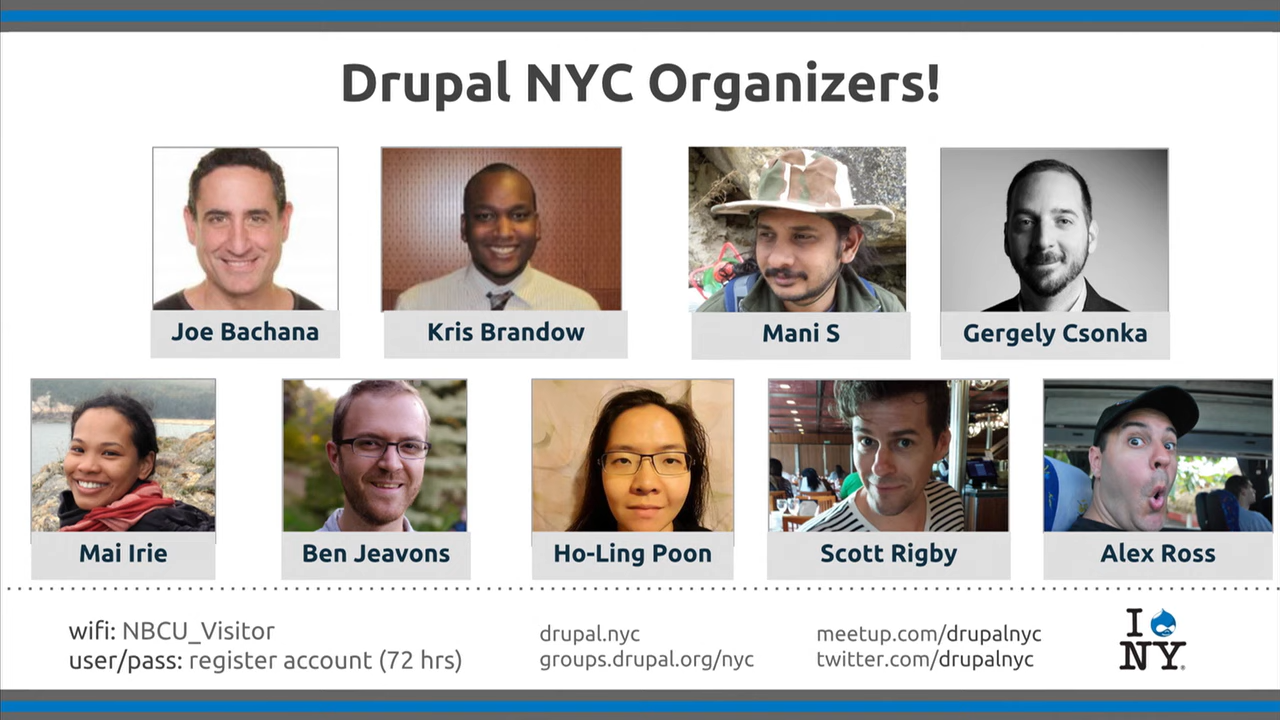 Drupal NYC Organizers!
Joe Bachana
Kris Brandow
Mani S
Gergely Csonka
Mai Irie
Ben Jeavons
Ho-Ling Poon
Scott Rigby
Alex Ross
wifi: NBCU_Visitor
user/pass: register account (72 hrs)
drupal.nyc
groups.drupal.org/nyc
meetup.com/drupalnyc
twitter.com/drupalnyc
I
NY®